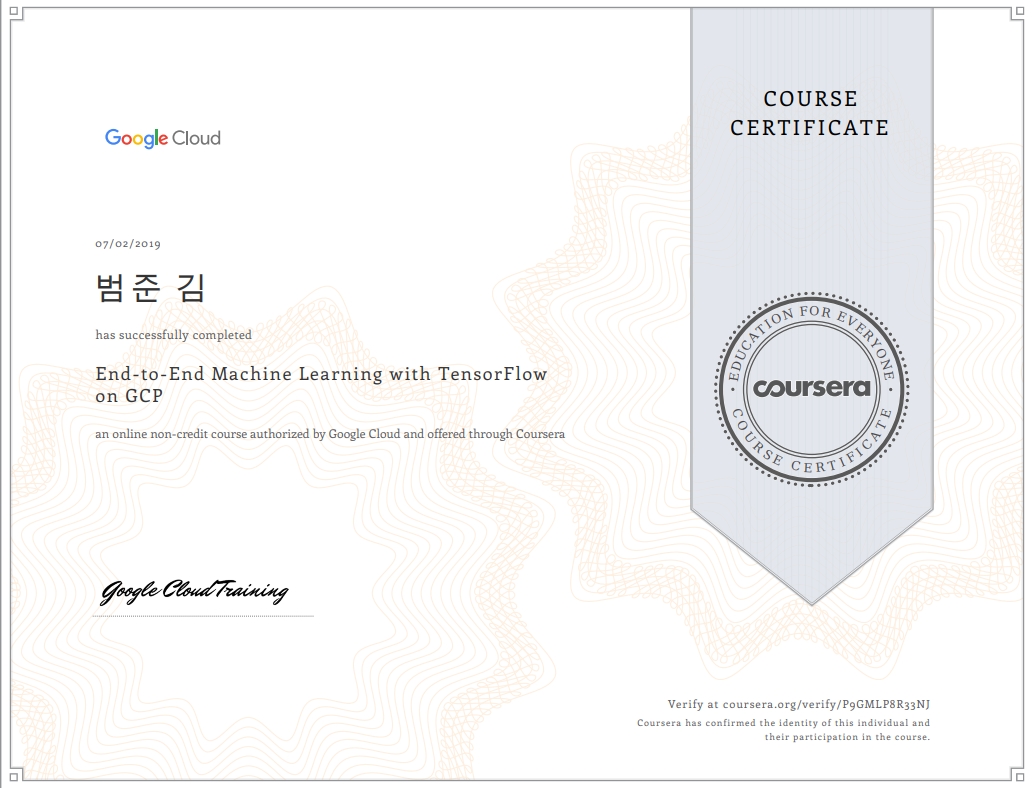 Google Cloud
COURSE
CERTIFICATE
07/02/2019
범준 김
has successfully completed
End-to-End Machine Learning with TensorFlow
on GCP
an online non-credit course authorized by Google Cloud and offered through Coursera
EDUCATION FOR EVERYONE
coursera
COURSE CERTIFICATE
Google Cloud Training
Verify at coursera.org/verify/P9GMLP8R33NJ
Coursera has confirmed the identity of this individual and
their participation in the course.